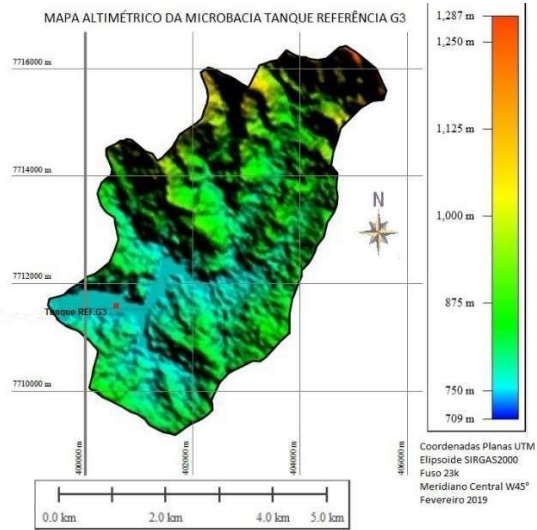 MAPA ALTIMÉTRICO DA MICROBACIA TANQUE REFERÊNCIA G3
1,287 m
1,250 m
1,125 m
1,000 m
875 m
750 m
709 m
7716000 m
7714000 m
7712000 m
7710000 m
N
Tanque REF.G3
400000 m
402000 m
404000 m
406000 m
0.0 km
2.0 km
4.0 km
5.0 km
Coordenadas Planas UTM
Elipsoide SIRGAS2000
Fuso 23k
Meridiano Central W45°
Fevereiro 2019